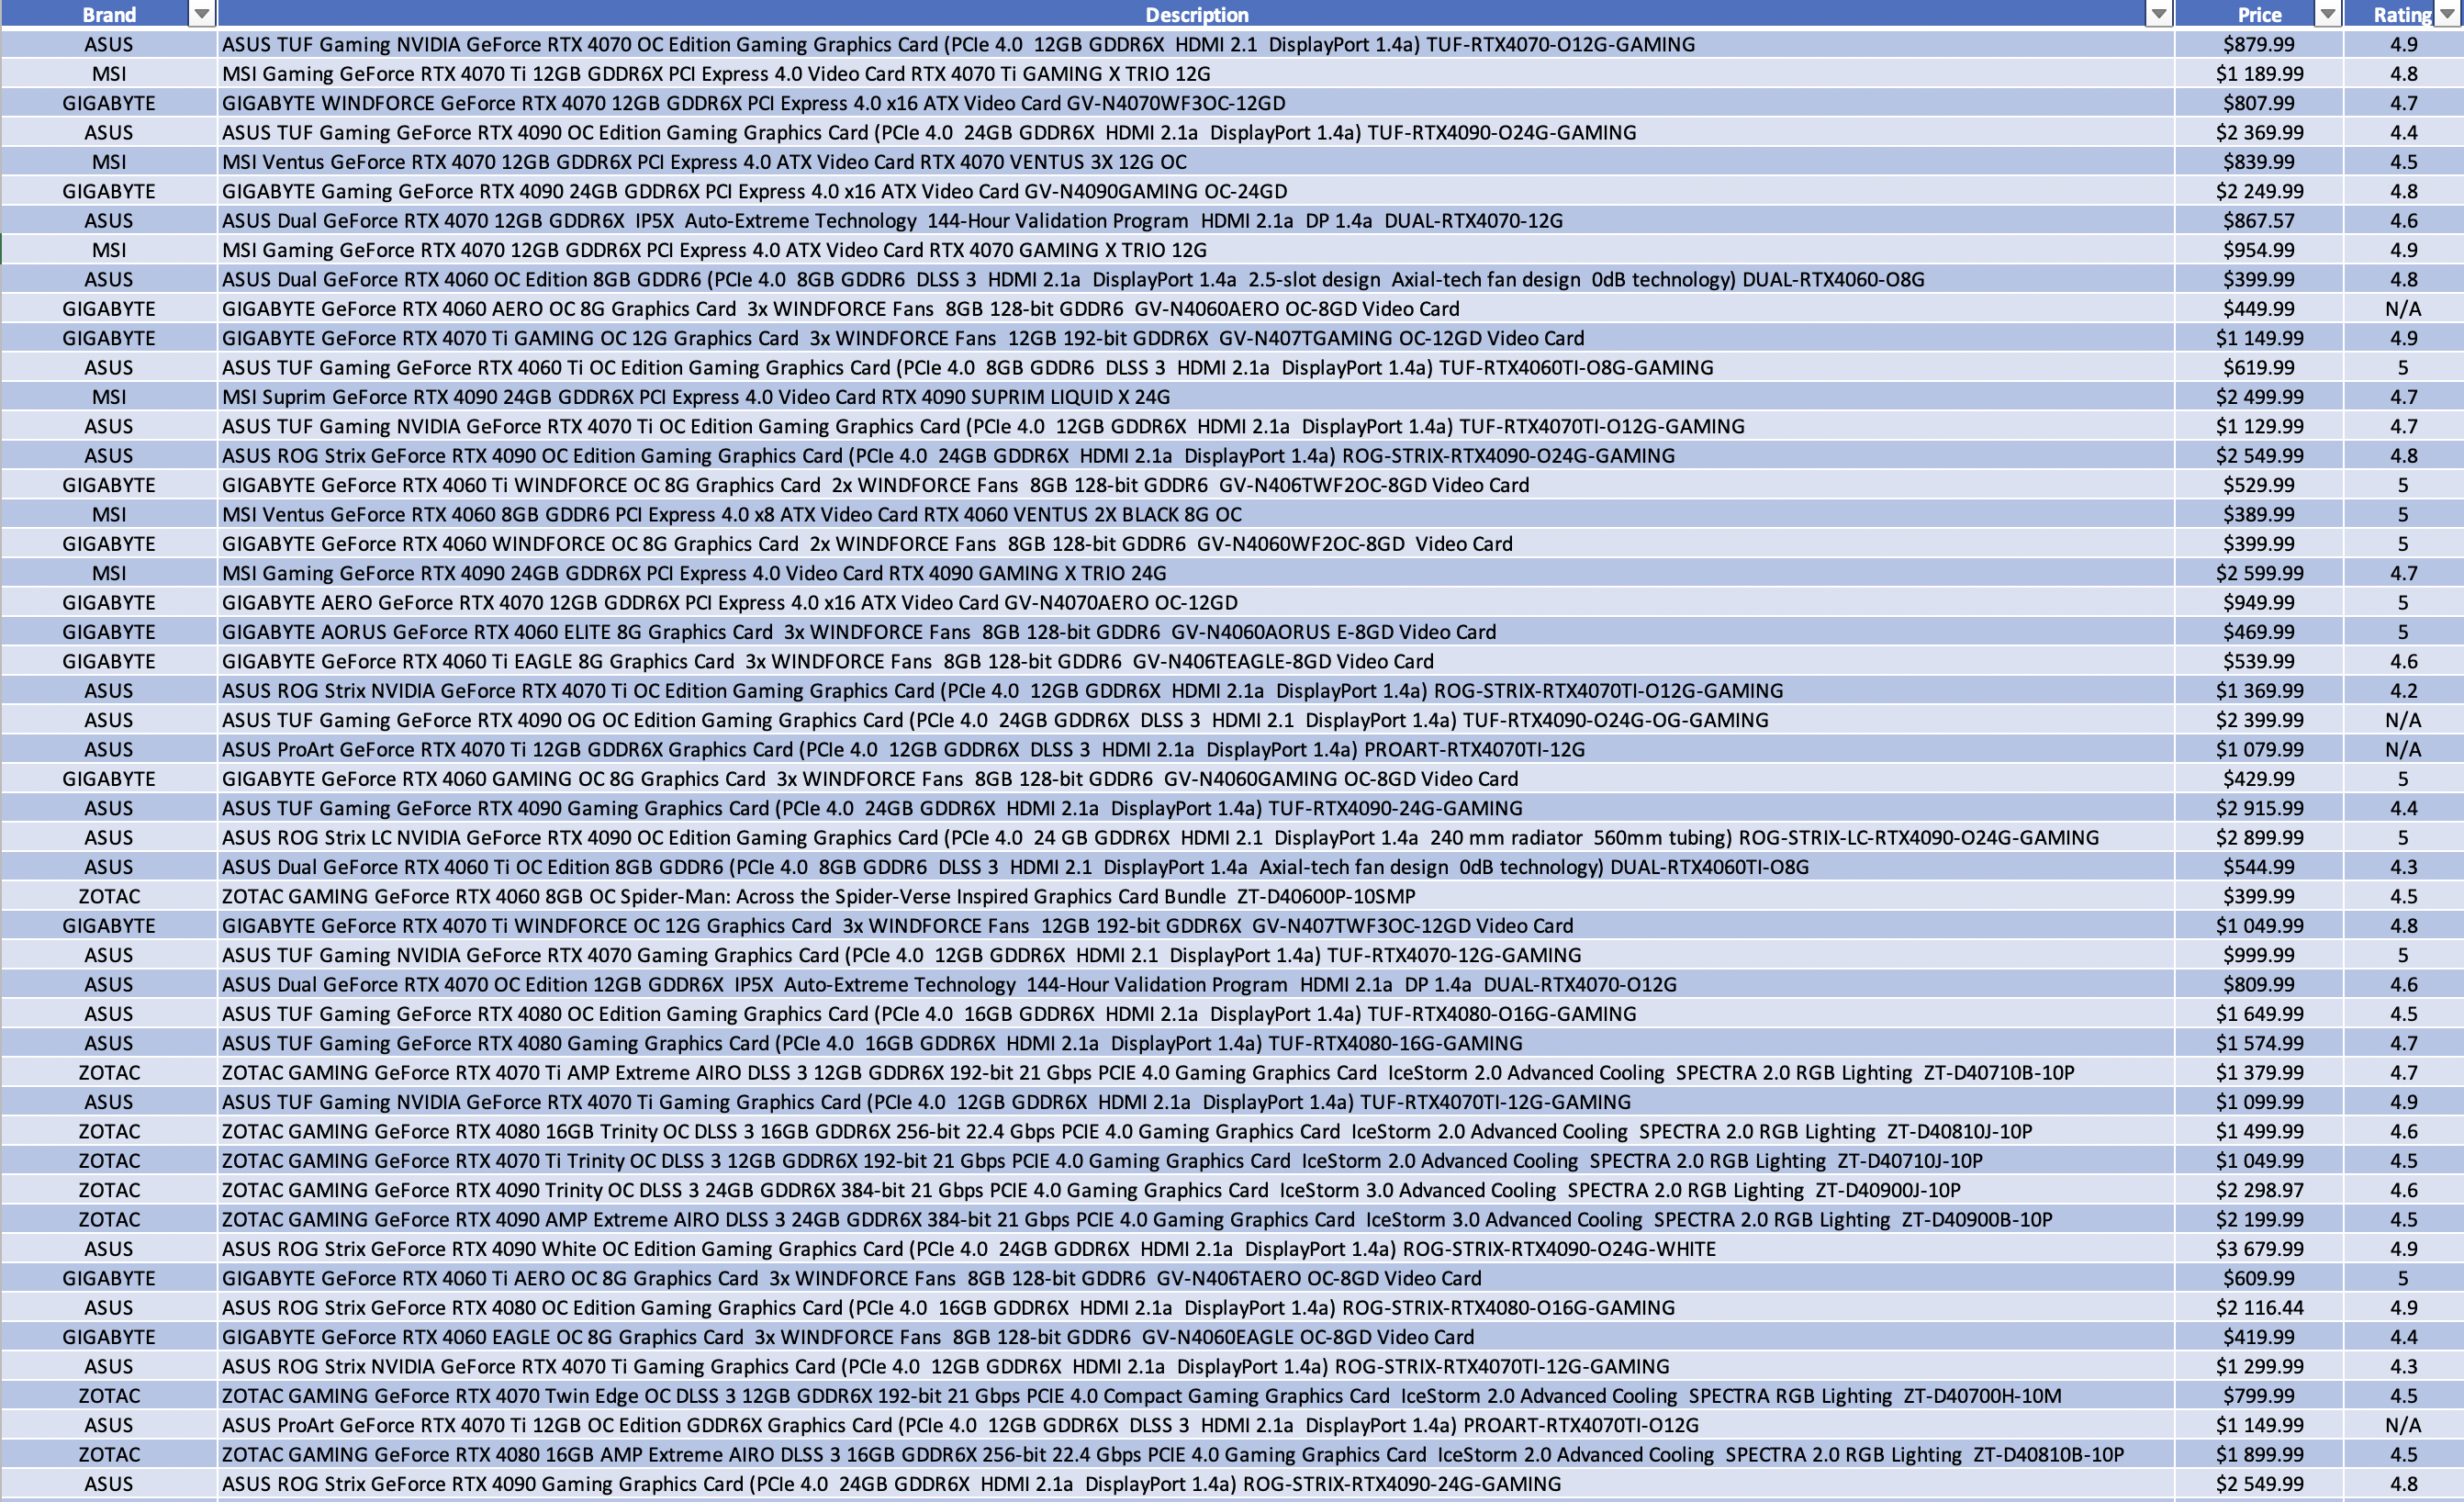 Brand Description Price Rating
ASUS ASUS TUF Gaming NVIDIA GeForce RTX 4070 OC Edition Gaming Graphics Card (PCIe 4.0  12GB GDDR6X  HDMI 2.1  DisplayPort 1.4a) TUF-RTX4070-O12G-GAMING $879.99 4.9
MSI MSI Gaming GeForce RTX 4070 Ti 12GB GDDR6X PCI Express 4.0 Video Card RTX 4070 Ti GAMING X TRIO 12G $1 189.99 4.8
GIGABYTE GIGABYTE WINDFORCE GeForce RTX 4070 12GB GDDR6X PCI Express 4.0 x16 ATX Video Card GV-N4070WF3OC-12GD $807.99 4.7
ASUS ASUS TUF Gaming GeForce RTX 4090 OC Edition Gaming Graphics Card (PCIe 4.0  24GB GDDR6X  HDMI 2.1a  DisplayPort 1.4a) TUF-RTX4090-O24G-GAMING $2 369.99 4.4
MSI MSI Ventus GeForce RTX 4070 12GB GDDR6X PCI Express 4.0 ATX Video Card RTX 4070 VENTUS 3X 12G OC $839.99 4.5
GIGABYTE GIGABYTE Gaming GeForce RTX 4090 24GB GDDR6X PCI Express 4.0 x16 ATX Video Card GV-N4090GAMING OC-24GD $2 249.99 4.8
ASUS ASUS Dual GeForce RTX 4070 12GB GDDR6X  IP5X  Auto-Extreme Technology  144-Hour Validation Program  HDMI 2.1a  DP 1.4a  DUAL-RTX4070-12G $867.57 4.6
MSI MSI Gaming GeForce RTX 4070 12GB GDDR6X PCI Express 4.0 ATX Video Card RTX 4070 GAMING X TRIO 12G $954.99 4.9
ASUS ASUS Dual GeForce RTX 4060 OC Edition 8GB GDDR6 (PCIe 4.0  8GB GDDR6  DLSS 3  HDMI 2.1a  DisplayPort 1.4a  2.5-slot design  Axial-tech fan design  0dB technology) DUAL-RTX4060-O8G $399.99 4.8
GIGABYTE GIGABYTE GeForce RTX 4060 AERO OC 8G Graphics Card  3x WINDFORCE Fans  8GB 128-bit GDDR6  GV-N4060AERO OC-8GD Video Card $449.99 N/A
GIGABYTE GIGABYTE GeForce RTX 4070 Ti GAMING OC 12G Graphics Card  3x WINDFORCE Fans  12GB 192-bit GDDR6X  GV-N407TGAMING OC-12GD Video Card $1 149.99 4.9
ASUS ASUS TUF Gaming GeForce RTX 4060 Ti OC Edition Gaming Graphics Card (PCIe 4.0  8GB GDDR6  DLSS 3  HDMI 2.1a  DisplayPort 1.4a) TUF-RTX4060TI-O8G-GAMING $619.99 5
MSI MSI Suprim GeForce RTX 4090 24GB GDDR6X PCI Express 4.0 Video Card RTX 4090 SUPRIM LIQUID X 24G $2 499.99 4.7
ASUS ASUS TUF Gaming NVIDIA GeForce RTX 4070 Ti OC Edition Gaming Graphics Card (PCIe 4.0  12GB GDDR6X  HDMI 2.1a  DisplayPort 1.4a) TUF-RTX4070TI-O12G-GAMING $1 129.99 4.7
ASUS ASUS ROG Strix GeForce RTX 4090 OC Edition Gaming Graphics Card (PCIe 4.0  24GB GDDR6X  HDMI 2.1a  DisplayPort 1.4a) ROG-STRIX-RTX4090-O24G-GAMING $2 549.99 4.8
GIGABYTE GIGABYTE GeForce RTX 4060 Ti WINDFORCE OC 8G Graphics Card  2x WINDFORCE Fans  8GB 128-bit GDDR6  GV-N406TWF2OC-8GD Video Card $529.99 5
MSI MSI Ventus GeForce RTX 4060 8GB GDDR6 PCI Express 4.0 x8 ATX Video Card RTX 4060 VENTUS 2X BLACK 8G OC $389.99 5
GIGABYTE GIGABYTE GeForce RTX 4060 WINDFORCE OC 8G Graphics Card  2x WINDFORCE Fans  8GB 128-bit GDDR6  GV-N4060WF2OC-8GD  Video Card $399.99 5
MSI MSI Gaming GeForce RTX 4090 24GB GDDR6X PCI Express 4.0 Video Card RTX 4090 GAMING X TRIO 24G $2 599.99 4.7
GIGABYTE GIGABYTE AERO GeForce RTX 4070 12GB GDDR6X PCI Express 4.0 x16 ATX Video Card GV-N4070AERO OC-12GD $949.99 5
GIGABYTE GIGABYTE AORUS GeForce RTX 4060 ELITE 8G Graphics Card  3x WINDFORCE Fans  8GB 128-bit GDDR6  GV-N4060AORUS E-8GD Video Card $469.99 5
GIGABYTE GIGABYTE GeForce RTX 4060 Ti EAGLE 8G Graphics Card  3x WINDFORCE Fans  8GB 128-bit GDDR6  GV-N406TEAGLE-8GD Video Card $539.99 4.6
ASUS ASUS ROG Strix NVIDIA GeForce RTX 4070 Ti OC Edition Gaming Graphics Card (PCIe 4.0  12GB GDDR6X  HDMI 2.1a  DisplayPort 1.4a) ROG-STRIX-RTX4070TI-O12G-GAMING $1 369.99 4.2
ASUS ASUS TUF Gaming GeForce RTX 4090 OG OC Edition Gaming Graphics Card (PCIe 4.0  24GB GDDR6X  DLSS 3  HDMI 2.1  DisplayPort 1.4a) TUF-RTX4090-O24G-OG-GAMING $2 399.99 N/A
ASUS ASUS ProArt GeForce RTX 4070 Ti 12GB GDDR6X Graphics Card (PCIe 4.0  12GB GDDR6X  DLSS 3  HDMI 2.1a  DisplayPort 1.4a) PROART-RTX4070TI-12G $1 079.99 N/A
GIGABYTE GIGABYTE GeForce RTX 4060 GAMING OC 8G Graphics Card  3x WINDFORCE Fans  8GB 128-bit GDDR6  GV-N4060GAMING OC-8GD Video Card $429.99 5
ASUS ASUS TUF Gaming GeForce RTX 4090 Gaming Graphics Card (PCIe 4.0  24GB GDDR6X  HDMI 2.1a  DisplayPort 1.4a) TUF-RTX4090-24G-GAMING $2 915.99 4.4
ASUS ASUS ROG Strix LC NVIDIA GeForce RTX 4090 OC Edition Gaming Graphics Card (PCIe 4.0  24 GB GDDR6X  HDMI 2.1  DisplayPort 1.4a  240 mm radiator  560mm tubing) ROG-STRIX-LC-RTX4090-O24G-GAMING $2 899.99 5
ASUS ASUS Dual GeForce RTX 4060 Ti OC Edition 8GB GDDR6 (PCIe 4.0  8GB GDDR6  DLSS 3  HDMI 2.1  DisplayPort 1.4a  Axial-tech fan design  0dB technology) DUAL-RTX4060TI-O8G $544.99 4.3
ZOTAC ZOTAC GAMING GeForce RTX 4060 8GB OC Spider-Man: Across the Spider-Verse Inspired Graphics Card Bundle  ZT-D40600P-10SMP $399.99 4.5
GIGABYTE GIGABYTE GeForce RTX 4070 Ti WINDFORCE OC 12G Graphics Card  3x WINDFORCE Fans  12GB 192-bit GDDR6X  GV-N407TWF3OC-12GD Video Card $1 049.99 4.8
ASUS ASUS TUF Gaming NVIDIA GeForce RTX 4070 Gaming Graphics Card (PCIe 4.0  12GB GDDR6X  HDMI 2.1  DisplayPort 1.4a) TUF-RTX4070-12G-GAMING $999.99 5
ASUS ASUS Dual GeForce RTX 4070 OC Edition 12GB GDDR6X  IP5X  Auto-Extreme Technology  144-Hour Validation Program  HDMI 2.1a  DP 1.4a  DUAL-RTX4070-O12G $809.99 4.6
ASUS ASUS TUF Gaming GeForce RTX 4080 OC Edition Gaming Graphics Card (PCIe 4.0  16GB GDDR6X  HDMI 2.1a  DisplayPort 1.4a) TUF-RTX4080-O16G-GAMING $1 649.99 4.5
ASUS ASUS TUF Gaming GeForce RTX 4080 Gaming Graphics Card (PCIe 4.0  16GB GDDR6X  HDMI 2.1a  DisplayPort 1.4a) TUF-RTX4080-16G-GAMING $1 574.99 4.7
ZOTAC ZOTAC GAMING GeForce RTX 4070 Ti AMP Extreme AIRO DLSS 3 12GB GDDR6X 192-bit 21 Gbps PCIE 4.0 Gaming Graphics Card  IceStorm 2.0 Advanced Cooling  SPECTRA 2.0 RGB Lighting  ZT-D40710B-10P $1 379.99 4.7
ASUS ASUS TUF Gaming NVIDIA GeForce RTX 4070 Ti Gaming Graphics Card (PCIe 4.0  12GB GDDR6X  HDMI 2.1a  DisplayPort 1.4a) TUF-RTX4070TI-12G-GAMING $1 099.99 4.9
ZOTAC ZOTAC GAMING GeForce RTX 4080 16GB Trinity OC DLSS 3 16GB GDDR6X 256-bit 22.4 Gbps PCIE 4.0 Gaming Graphics Card  IceStorm 2.0 Advanced Cooling  SPECTRA 2.0 RGB Lighting  ZT-D40810J-10P $1 499.99 4.6
ZOTAC ZOTAC GAMING GeForce RTX 4070 Ti Trinity OC DLSS 3 12GB GDDR6X 192-bit 21 Gbps PCIE 4.0 Gaming Graphics Card  IceStorm 2.0 Advanced Cooling  SPECTRA 2.0 RGB Lighting  ZT-D40710J-10P $1 049.99 4.5
ZOTAC ZOTAC GAMING GeForce RTX 4090 Trinity OC DLSS 3 24GB GDDR6X 384-bit 21 Gbps PCIE 4.0 Gaming Graphics Card  IceStorm 3.0 Advanced Cooling  SPECTRA 2.0 RGB Lighting  ZT-D40900J-10P $2 298.97 4.6
ZOTAC ZOTAC GAMING GeForce RTX 4090 AMP Extreme AIRO DLSS 3 24GB GDDR6X 384-bit 21 Gbps PCIE 4.0 Gaming Graphics Card  IceStorm 3.0 Advanced Cooling  SPECTRA 2.0 RGB Lighting  ZT-D40900B-10P $2 199.99 4.5
ASUS ASUS ROG Strix GeForce RTX 4090 White OC Edition Gaming Graphics Card (PCIe 4.0  24GB GDDR6X  HDMI 2.1a  DisplayPort 1.4a) ROG-STRIX-RTX4090-O24G-WHITE $3 679.99 4.9
GIGABYTE GIGABYTE GeForce RTX 4060 Ti AERO OC 8G Graphics Card  3x WINDFORCE Fans  8GB 128-bit GDDR6  GV-N406TAERO OC-8GD Video Card $609.99 5
ASUS ASUS ROG Strix GeForce RTX 4080 OC Edition Gaming Graphics Card (PCIe 4.0  16GB GDDR6X  HDMI 2.1a  DisplayPort 1.4a) ROG-STRIX-RTX4080-O16G-GAMING $2 116.44 4.9
GIGABYTE GIGABYTE GeForce RTX 4060 EAGLE OC 8G Graphics Card  3x WINDFORCE Fans  8GB 128-bit GDDR6  GV-N4060EAGLE OC-8GD Video Card $419.99 4.4
ASUS ASUS ROG Strix NVIDIA GeForce RTX 4070 Ti Gaming Graphics Card (PCIe 4.0  12GB GDDR6X  HDMI 2.1a  DisplayPort 1.4a) ROG-STRIX-RTX4070TI-12G-GAMING $1 299.99 4.3
ZOTAC ZOTAC GAMING GeForce RTX 4070 Twin Edge OC DLSS 3 12GB GDDR6X 192-bit 21 Gbps PCIE 4.0 Compact Gaming Graphics Card  IceStorm 2.0 Advanced Cooling  SPECTRA RGB Lighting  ZT-D40700H-10M $799.99 4.5
ASUS ASUS ProArt GeForce RTX 4070 Ti 12GB OC Edition GDDR6X Graphics Card (PCIe 4.0  12GB GDDR6X  DLSS 3  HDMI 2.1a  DisplayPort 1.4a) PROART-RTX4070TI-O12G $1 149.99 N/A
ZOTAC ZOTAC GAMING GeForce RTX 4080 16GB AMP Extreme AIRO DLSS 3 16GB GDDR6X 256-bit 22.4 Gbps PCIE 4.0 Gaming Graphics Card  IceStorm 2.0 Advanced Cooling  SPECTRA 2.0 RGB Lighting  ZT-D40810B-10P $1 899.99 4.5
ASUS ASUS ROG Strix GeForce RTX 4090 Gaming Graphics Card (PCIe 4.0  24GB GDDR6X  HDMI 2.1a  DisplayPort 1.4a) ROG-STRIX-RTX4090-24G-GAMING $2 549.99 4.8